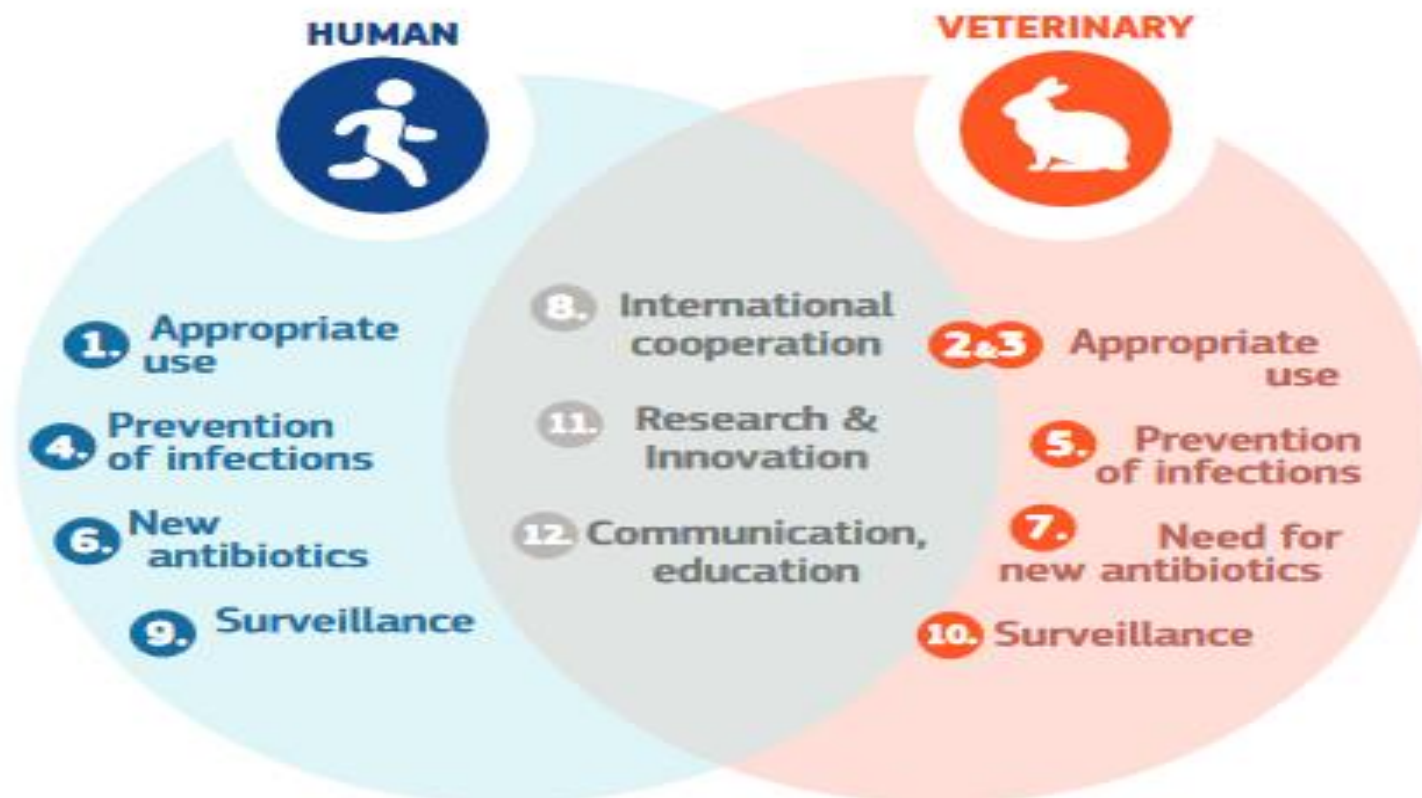 HUMAN
1. Appropriate
use
4. Prevention
of infections
6. New
antibiotics
9. Surveillance
8. International
cooperation
11. Research &
Innovation
12. Communication,
education
VETERINARY
2&3 Appropriate
use
5. Prevention
of infections
7. Need for
new antibiotics
10. Surveillance